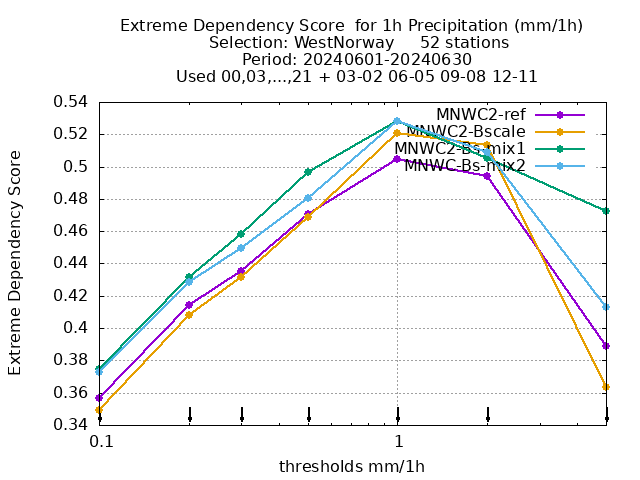 Extreme Dependency Score  for 1h Precipitation (mm/1h)
Selection: WestNorway     52 stations
Period: 20240601-20240630
Used 00,03,...,21 + 03-02 06-05 09-08 12-11
MNWC2-ref
MNWC2-Bscale
MNWC2-Bs-mix1
MNWC-Bs-mix2
Extreme Dependency Score
0.54
0.52
0.5
0.48
0.46
0.44
0.42
0.4
0.38
0.36
0.34
0.1
1
thresholds mm/1h